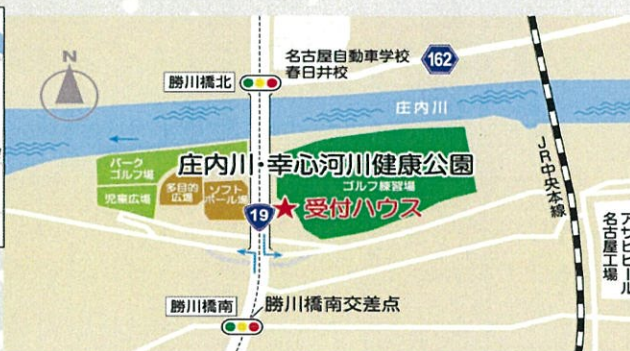 N
名古屋自動車学校
春日井校
162
勝川橋北
庄内川
庄内川・幸心河川健康公園
パーク
ゴルフ場
児童広場
多目的
広場
ソフト
ボール場
ゴルフ練習場
19
★受付ハウス
JR中央本線
アサヒビール
名古屋工場
勝川橋南
勝川橋南交差点